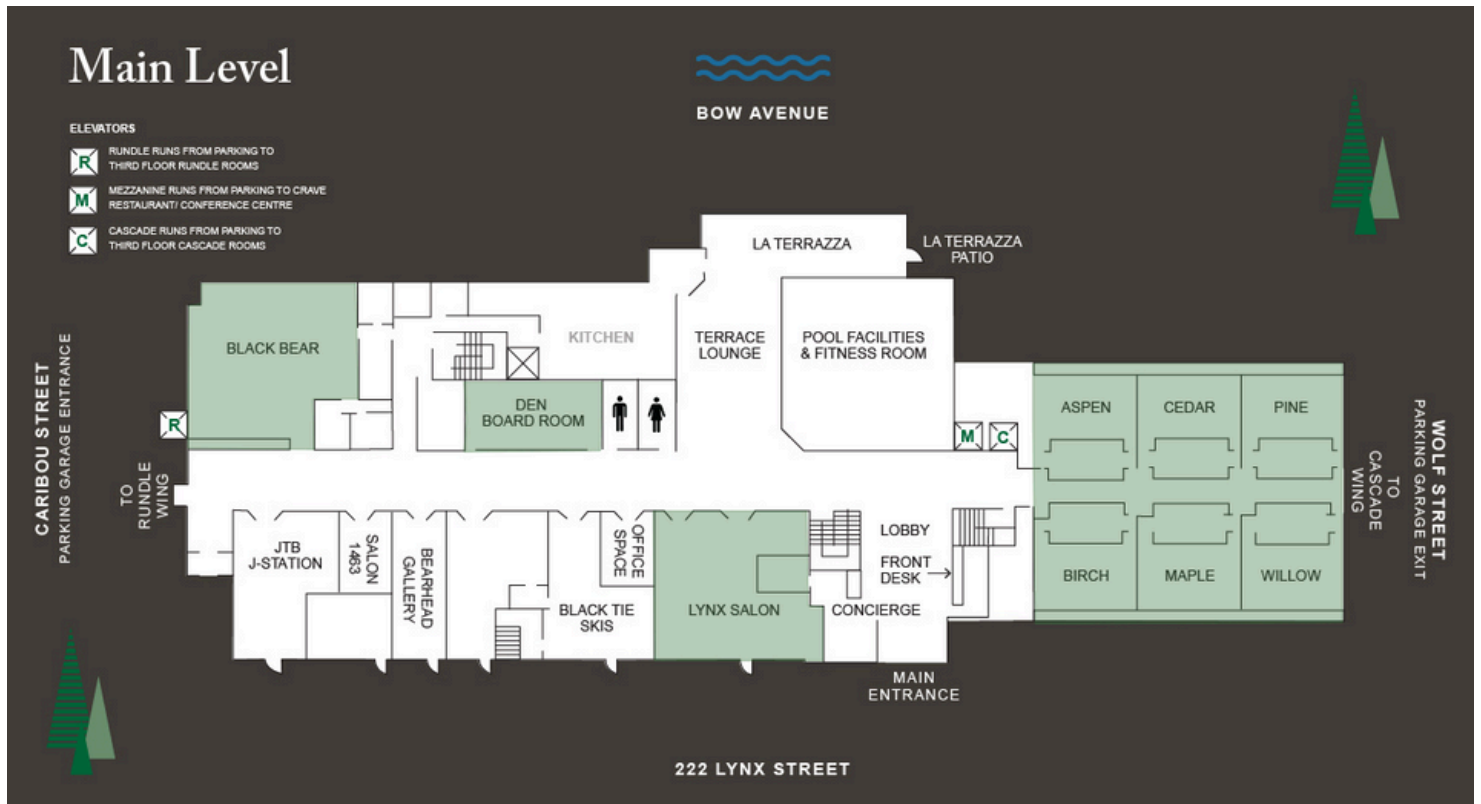 Main Level
BOW AVENUE
ELEVATORS
R
RUNDLE RUNS FROM PARKING TO
THIRD FLOOR RUNDLE ROOMS
M
MEZZANINE RUNS FROM PARKING TO CRAVE
RESTAURANT/ CONFERENCE CENTRE
C
CASCADE RUNS FROM PARKING TO
THIRD FLOOR CASCADE ROOMS
LA TERRAZZA
LA TERRAZZA
PATIO
BLACK BEAR
KITCHEN
TERRACE
LOUNGE
POOL FACILITIES
& FITNESS ROOM
DEN
BOARD ROOM
ASPEN
CEDAR
PINE
R
M
C
CARIBOU STREET
PARKING GARAGE ENTRANCE
TO
RUNDLE
WING
WOLF STREET
PARKING GARAGE EXIT
TO
CASCADE
WING
JTB
J-STATION
SALON
1463
BEARHEAD
GALLERY
OFFICE
SPACE
BLACK TIE
SKIS
LYNX SALON
LOBBY
FRONT
DESK
CONCIERGE
BIRCH
MAPLE
WILLOW
MAIN
ENTRANCE
222 LYNX STREET